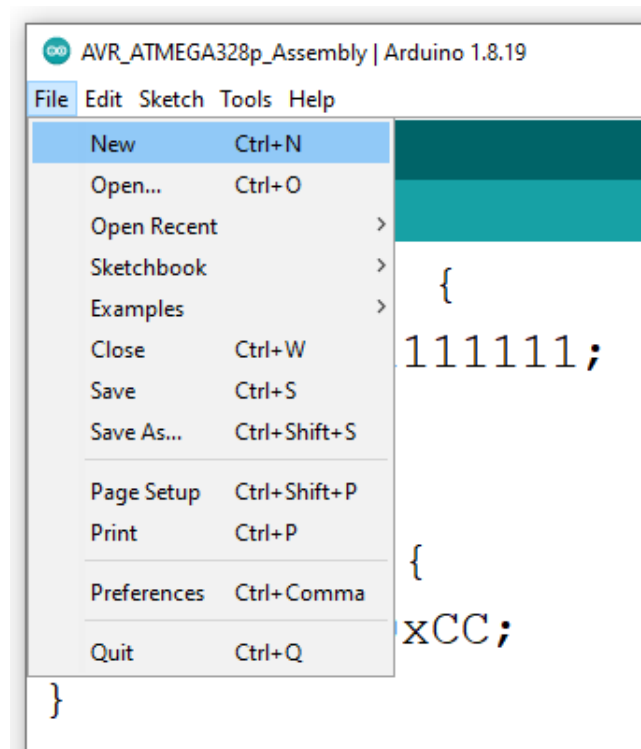 AVR_ATMEGA328p_Assembly | Arduino 1.8.19
File Edit Sketch Tools Help
New Ctrl+N
Open... Ctrl+O
Open Recent >
Sketchbook >
{
Examples >
Close Ctrl+W
111111;
Save Ctrl+S
Save As... Ctrl+Shift+S
Page Setup Ctrl+Shift+P
Print Ctrl+P
{
Preferences Ctrl+Comma
xCC;
Quit Ctrl+Q
}